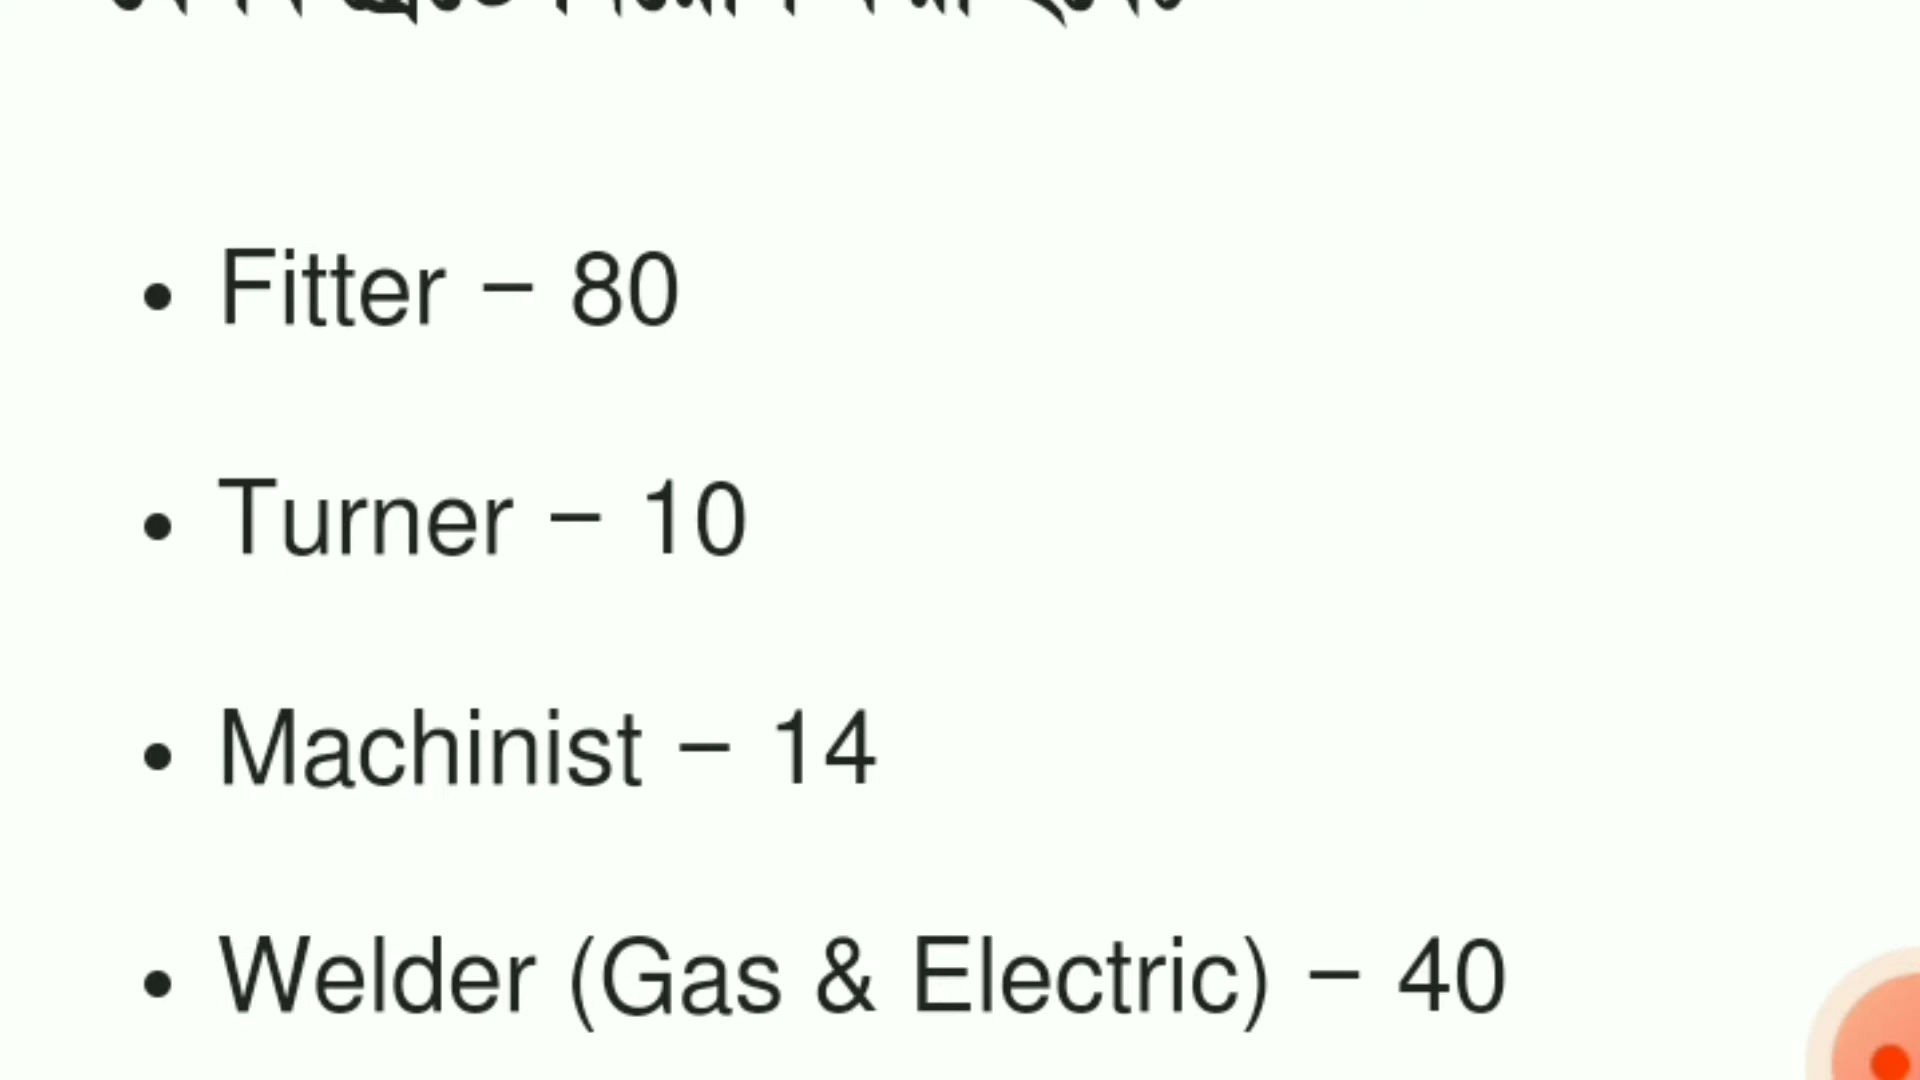 • Fitter – 80
• Turner – 10
• Machinist – 14
• Welder (Gas & Electric) – 40